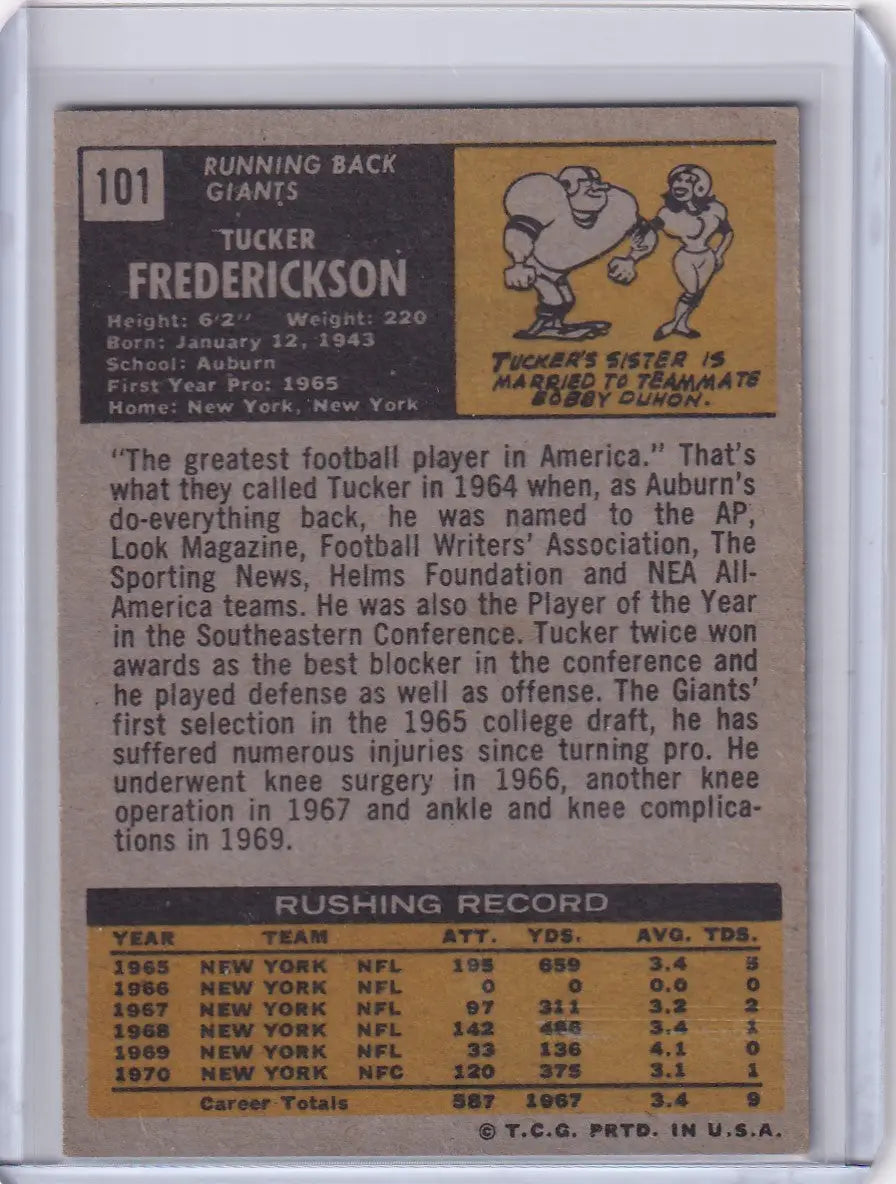 101
RUNNING BACK
GIANTS
TUCKER
FREDERICKSON
Height: 6'2" Weight: 220
Born: January 12, 1943
School: Auburn
First Year Pro: 1965
Home: New York, New York
TUCKER'S SISTER IS
MARRIED TO TEAMMATE
BOBBY DUHON.
"The greatest football player in America." That's
what they called Tucker in 1964 when, as Auburn's
do-everything back, he was named to the AP,
Look Magazine, Football Writers' Association, The
Sporting News, Helms Foundation and NEA All-
America teams. He was also the Player of the Year
in the Southeastern Conference. Tucker twice won
awards as the best blocker in the conference and
he played defense as well as offense. The Giants'
first selection in the 1965 college draft, he has
suffered numerous injuries since turning pro. He
underwent knee surgery in 1966, another knee
operation in 1967 and ankle and knee complica-
tions in 1969.
RUSHING RECORD
YEAR TEAM ATT. YDS. AVG. TDS.
1965 NEW YORK NFL 195 659 3.4 5
1966 NEW YORK NFL 0 0 0.0 0
1967 NEW YORK NFL 97 311 3.2 2
1968 NEW YORK NFL 142 486 3.4 1
1969 NEW YORK NFL 33 136 4.1 0
1970 NEW YORK NFC 120 375 3.1 1
Career Totals 587 1967 3.4 9
© T.C.G. PRTD. IN U.S.A.